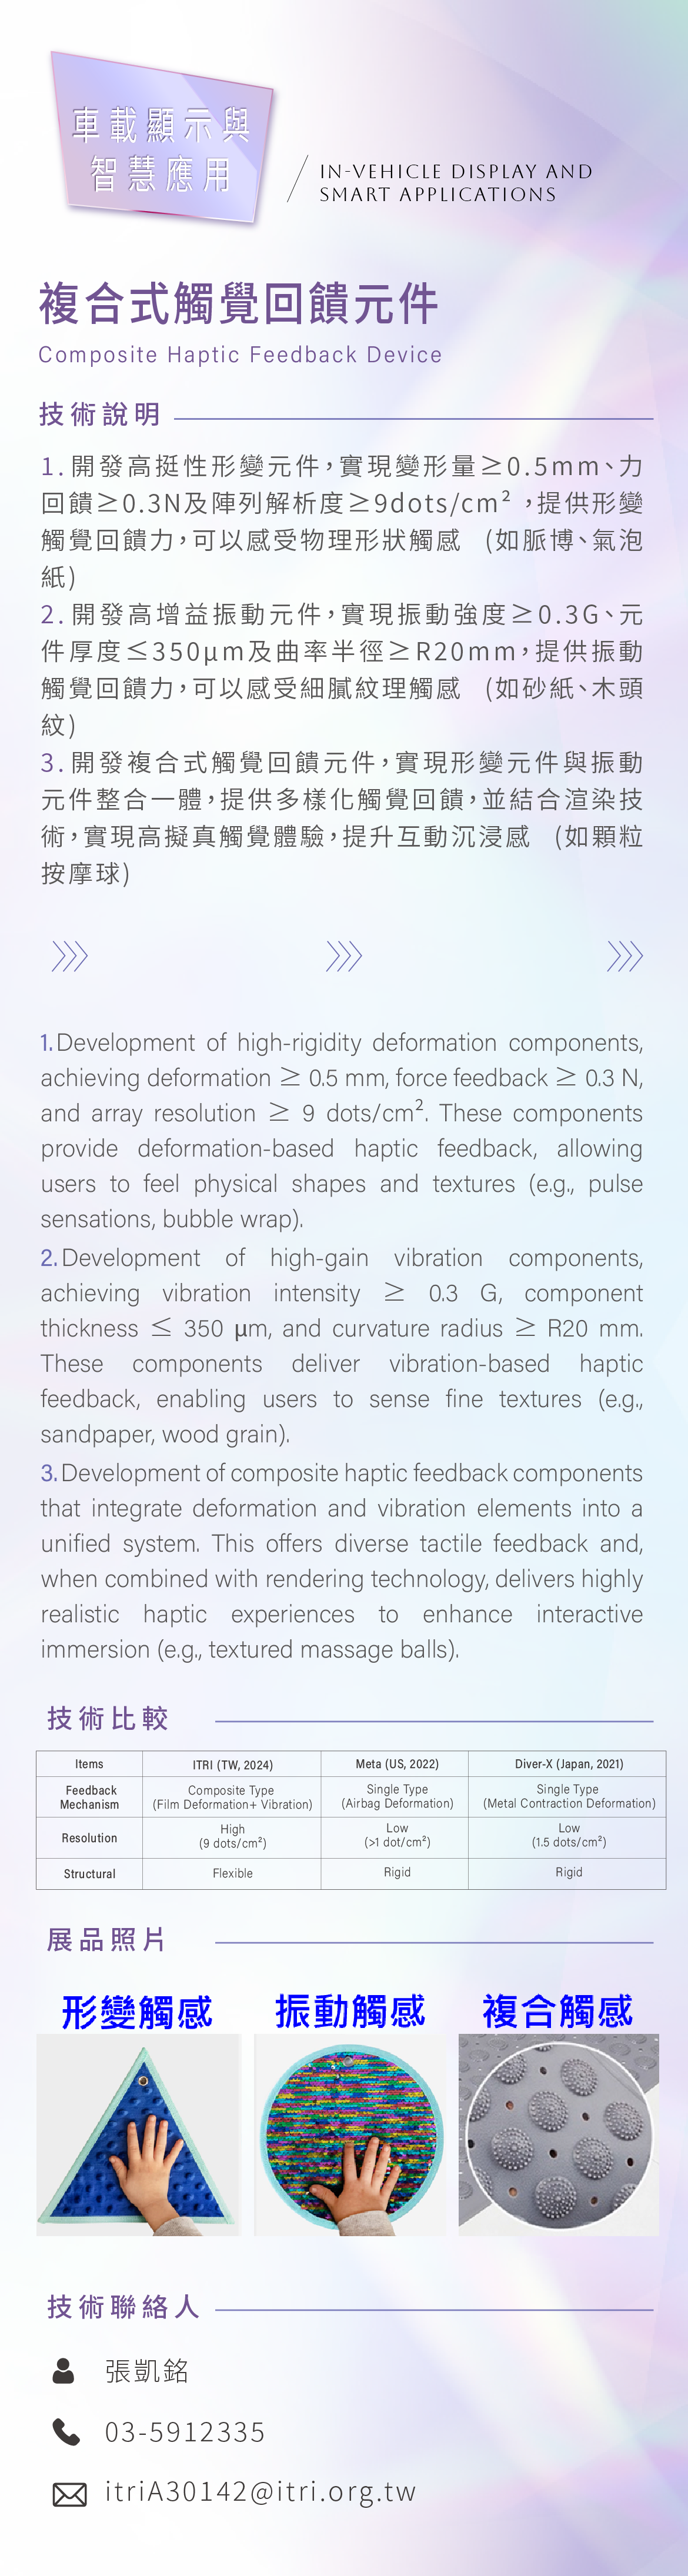 車載顯示與
智慧應用
IN-VEHICLE DISPLAY AND
SMART APPLICATIONS
複合式觸覺回饋元件
Composite Haptic Feedback Device
技術說明
1.開發高挺性形變元件，實現變形量≥0.5mm、力
回饋≥0.3N及陣列解析度≥9dots/cm²，提供形變
觸覺回饋力，可以感受物理形狀觸感 (如脈博、氣泡
紙)
2.開發高增益振動元件，實現振動強度≥0.3G、元
件厚度≤350μm及曲率半徑≥R20mm，提供振動
觸覺回饋力，可以感受細膩紋理觸感 (如砂紙、木頭
紋)
3.開發複合式觸覺回饋元件，實現形變元件與振動
元件整合一體，提供多樣化觸覺回饋，並結合渲染技
術，實現高擬真觸覺體驗，提升互動沉浸感 (如顆粒
按摩球)
1.Development of high-rigidity deformation components,
achieving deformation ≥ 0.5 mm, force feedback ≥ 0.3 N,
and array resolution ≥ 9 dots/cm². These components
provide deformation-based haptic feedback, allowing
users to feel physical shapes and textures (e.g., pulse
sensations, bubble wrap).
2.Development of high-gain vibration components,
achieving vibration intensity ≥ 0.3 G, component
thickness ≤ 350 μm, and curvature radius ≥ R20 mm.
These components deliver vibration-based haptic
feedback, enabling users to sense fine textures (e.g.,
sandpaper, wood grain).
3.Development of composite haptic feedback components
that integrate deformation and vibration elements into a
unified system. This offers diverse tactile feedback and,
when combined with rendering technology, delivers highly
realistic haptic experiences to enhance interactive
immersion (e.g., textured massage balls).
技術比較
Items ITRI (TW, 2024) Meta (US, 2022) Diver-X (Japan, 2021)
Feedback Mechanism Composite Type (Film Deformation+ Vibration) Single Type (Airbag Deformation) Single Type (Metal Contraction Deformation)
Resolution High (9 dots/cm²) Low (>1 dot/cm²) Low (1.5 dots/cm²)
Structural Flexible Rigid Rigid
展品照片
形變觸感 振動觸感 複合觸感
技術聯絡人
張凱銘
03-5912335
itriA30142@itri.org.tw